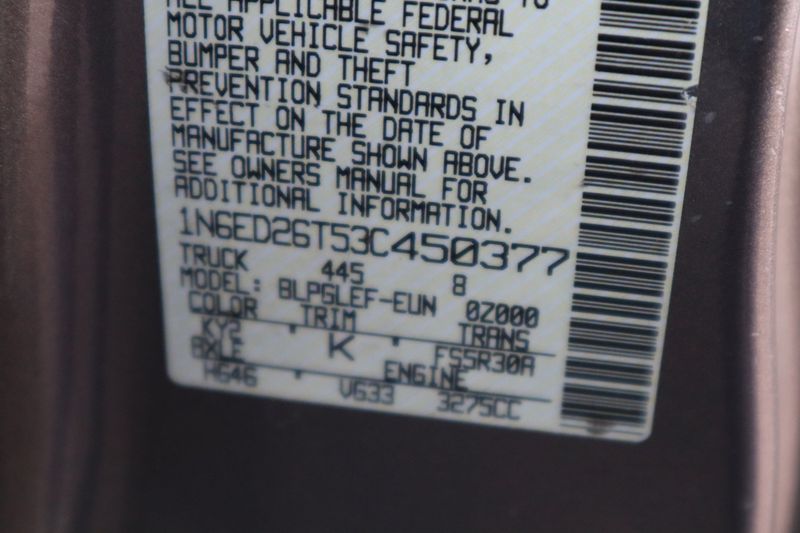 ALL APPLICABLE FEDERAL
MOTOR VEHICLE SAFETY,
BUMPER AND THEFT
PREVENTION STANDARDS IN
EFFECT ON THE DATE OF
MANUFACTURE SHOWN ABOVE.
SEE OWNERS MANUAL FOR
ADDITIONAL INFORMATION.
1N6ED26T53C450377
TRUCK 445 8
MODEL: BLPGLEF-EUN 0Z000
COLOR TRIM TRANS
KY2 K FS5R30A
AXLE ENGINE
HG46 VG33 3275CC